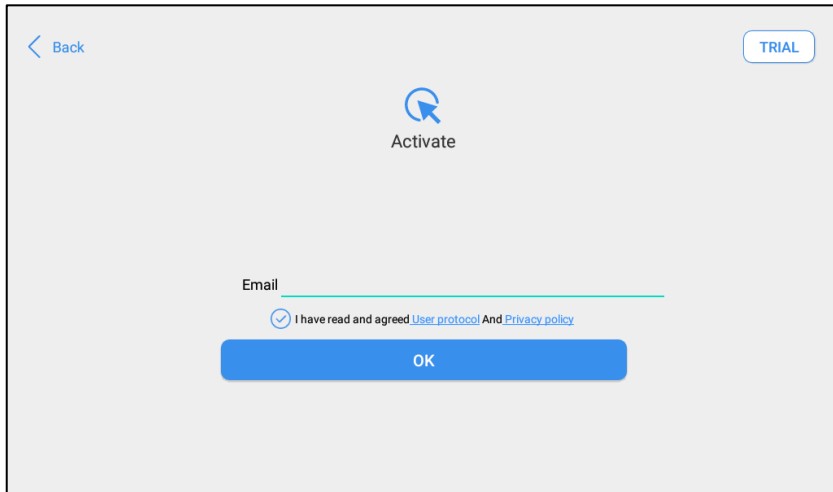 Back
TRIAL
Activate
Email
I have read and agreed User protocol And Privacy policy
OK